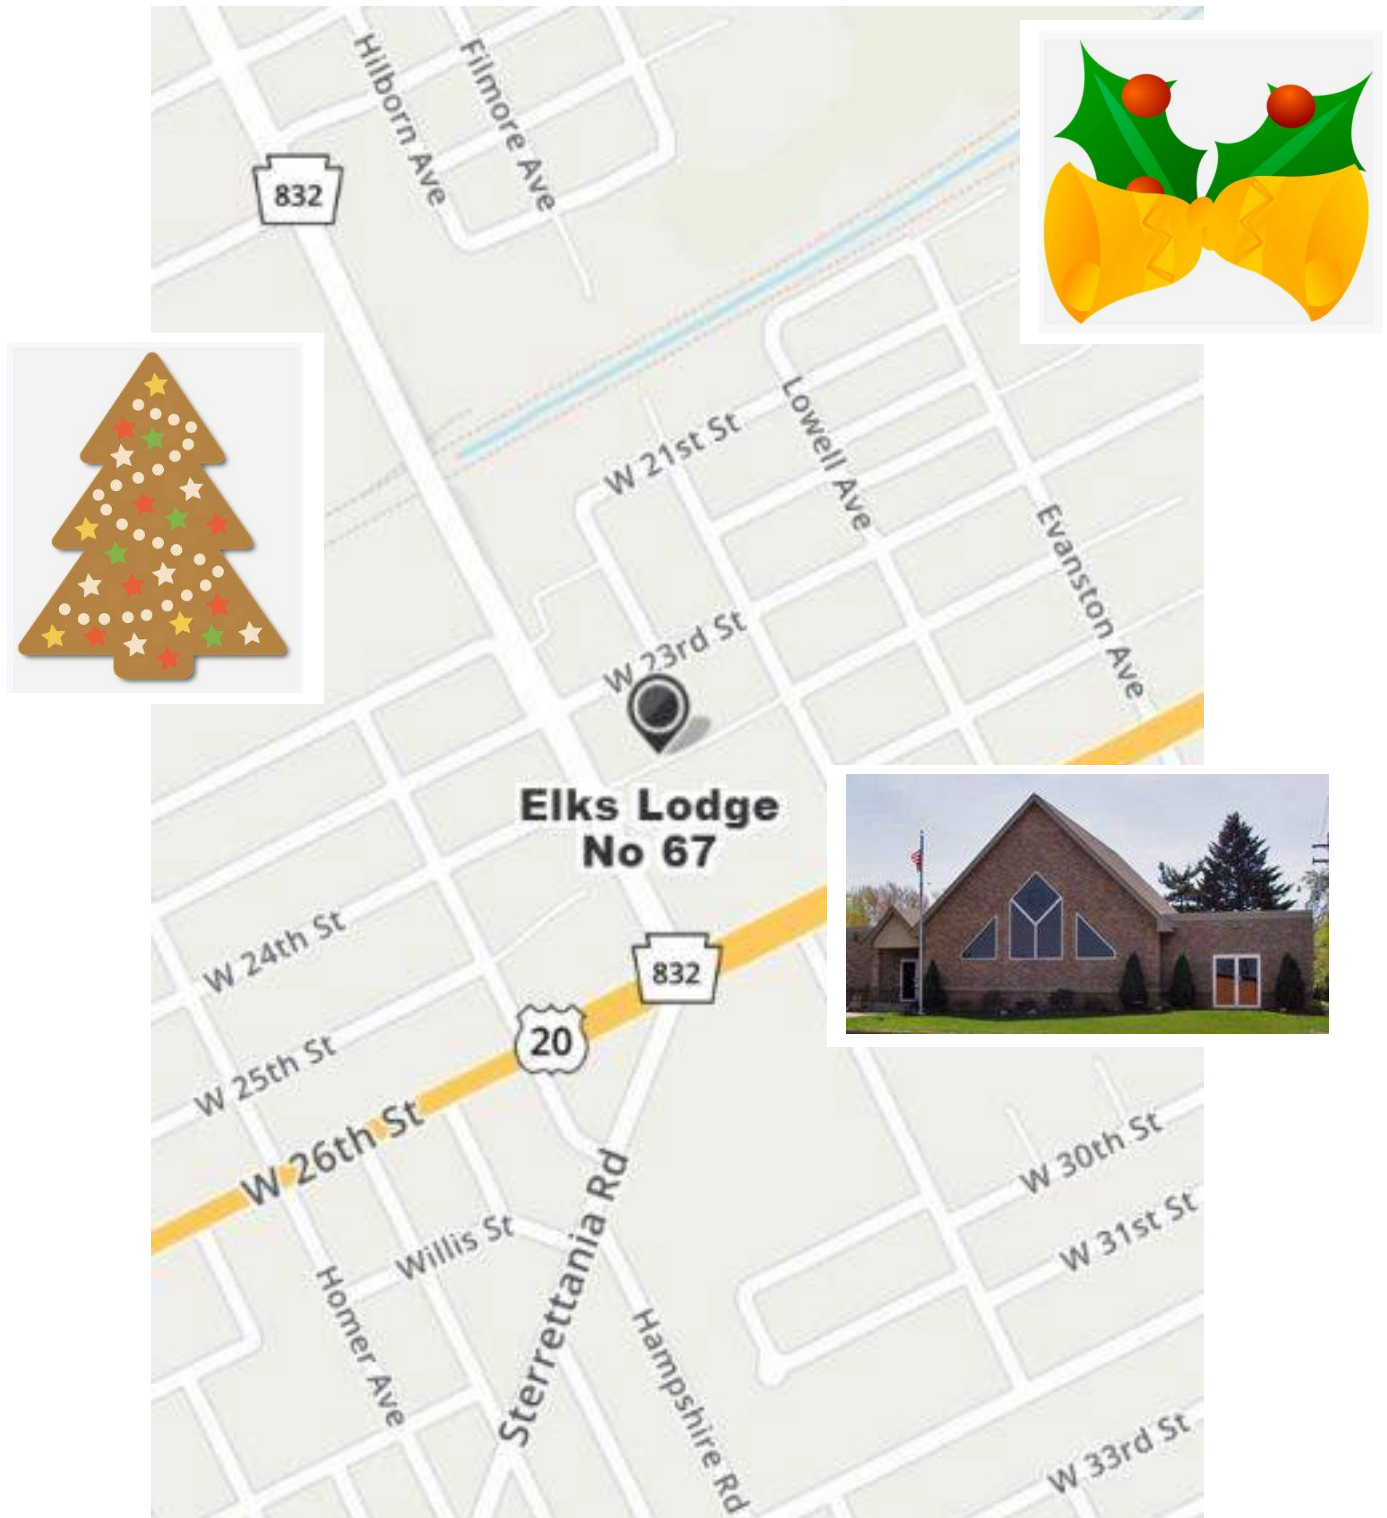 Hilborn Ave
Filmore Ave
832
W 21st St
Lowell Ave
Evanston Ave
W 23rd St
Elks Lodge
No 67
W 24th St
832
20
W 25th St
W 26th St
W 30th St
Willis St
W 31st St
Sterrettania Rd
Homer Ave
Hampshire Rd
W 33rd St